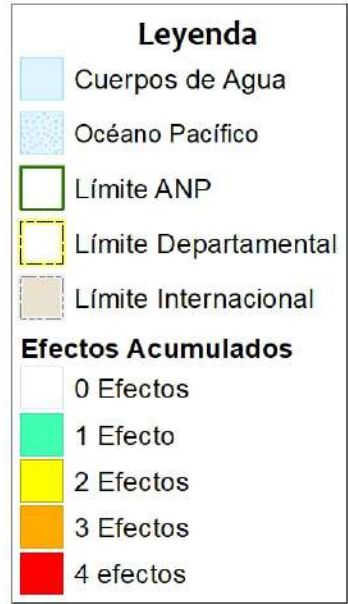 Leyenda
Cuerpos de Agua
Océano Pacífico
Límite ANP
Límite Departamental
Límite Internacional
Efectos Acumulados
0 Efectos
1 Efecto
2 Efectos
3 Efectos
4 efectos